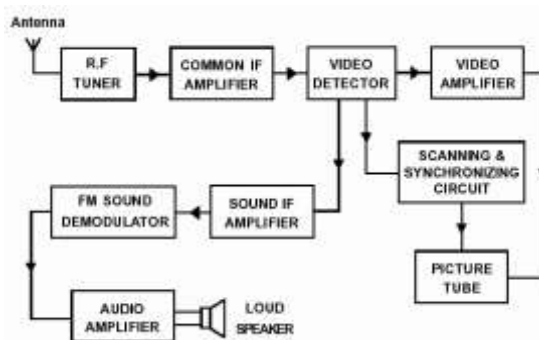 Antenna
R.F
TUNER
COMMON IF
AMPLIFIER
VIDEO
DETECTOR
VIDEO
AMPLIFIER
SCANNING &
SYNCHRONIZING
CIRCUIT
FM SOUND
DEMODULATOR
SOUND IF
AMPLIFIER
PICTURE
TUBE
AUDIO
AMPLIFIER
LOUD
SPEAKER